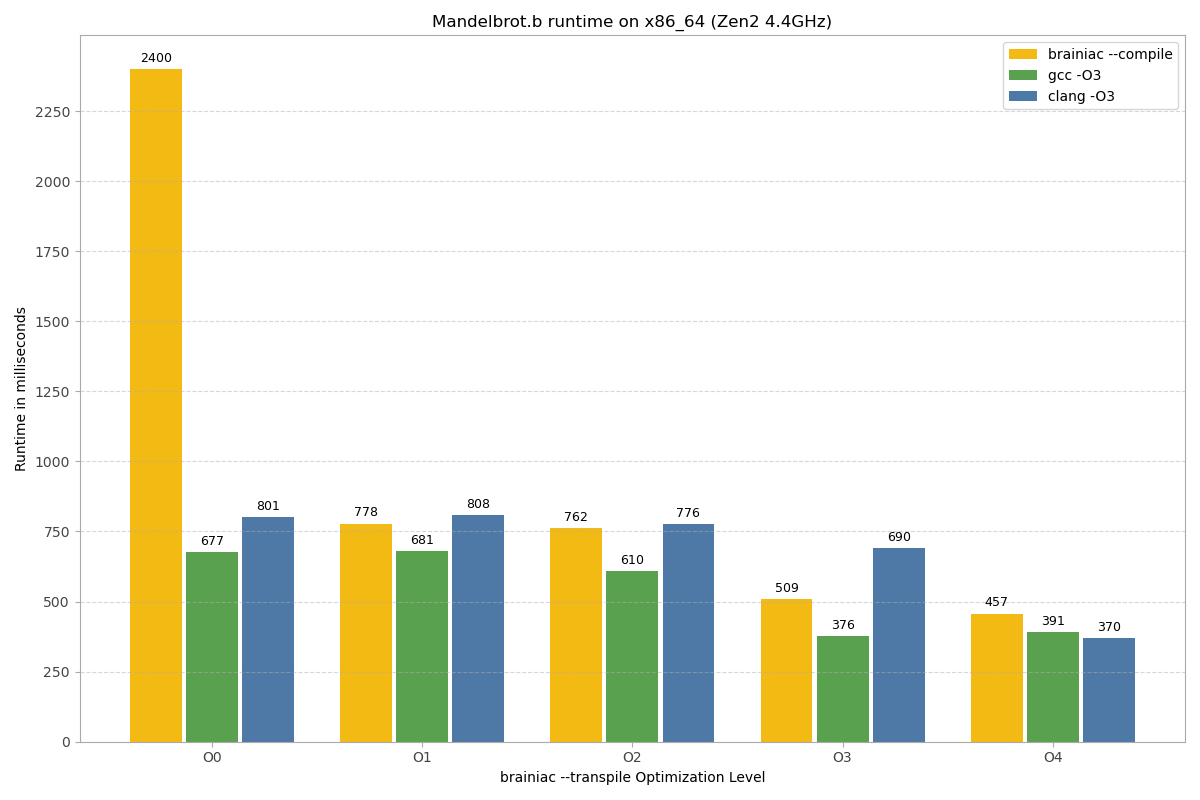 Mandelbrot.b runtime on x86_64 (Zen2 4.4GHz)
brainiac --compile
gcc -O3
clang -O3
Runtime in milliseconds
2250
2000
1750
1500
1250
1000
750
500
250
0
2400
677
801
778
681
808
762
610
776
509
376
690
457
391
370
O0
O1
O2
O3
O4
brainiac --transpile Optimization Level